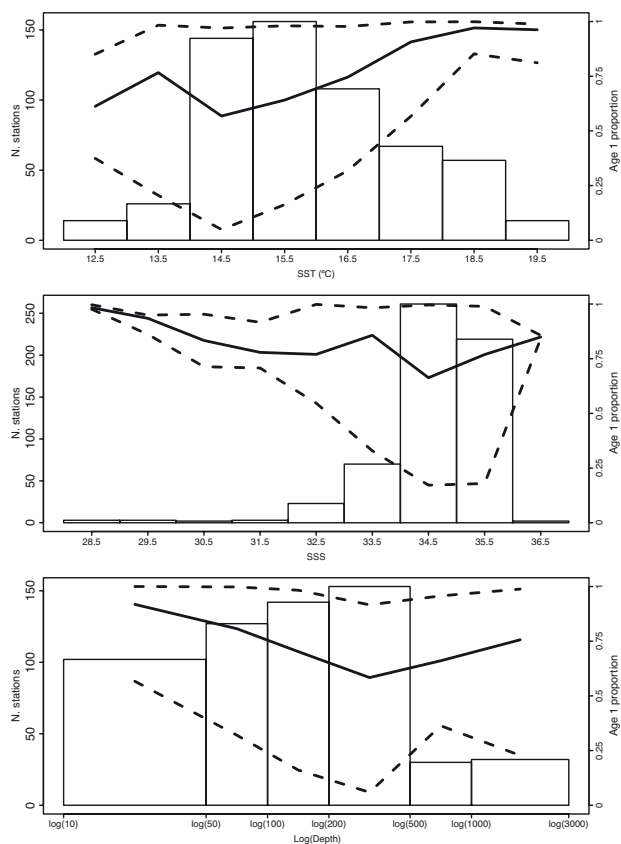 150
100
50
0
N. stations
1
0.75
0.5
0.25
0
Age 1 proportion
12.5 13.5 14.5 15.5 16.5 17.5 18.5 19.5
SST (ºC)
250
200
150
100
50
0
N. stations
1
0.75
0.5
0.25
0
Age 1 proportion
28.5 29.5 30.5 31.5 32.5 33.5 34.5 35.5 36.5
SSS
150
100
50
0
N. stations
1
0.75
0.5
0.25
0
Age 1 proportion
log(10) log(50) log(100) log(200) log(500) log(1000) log(3000)
Log(Depth)